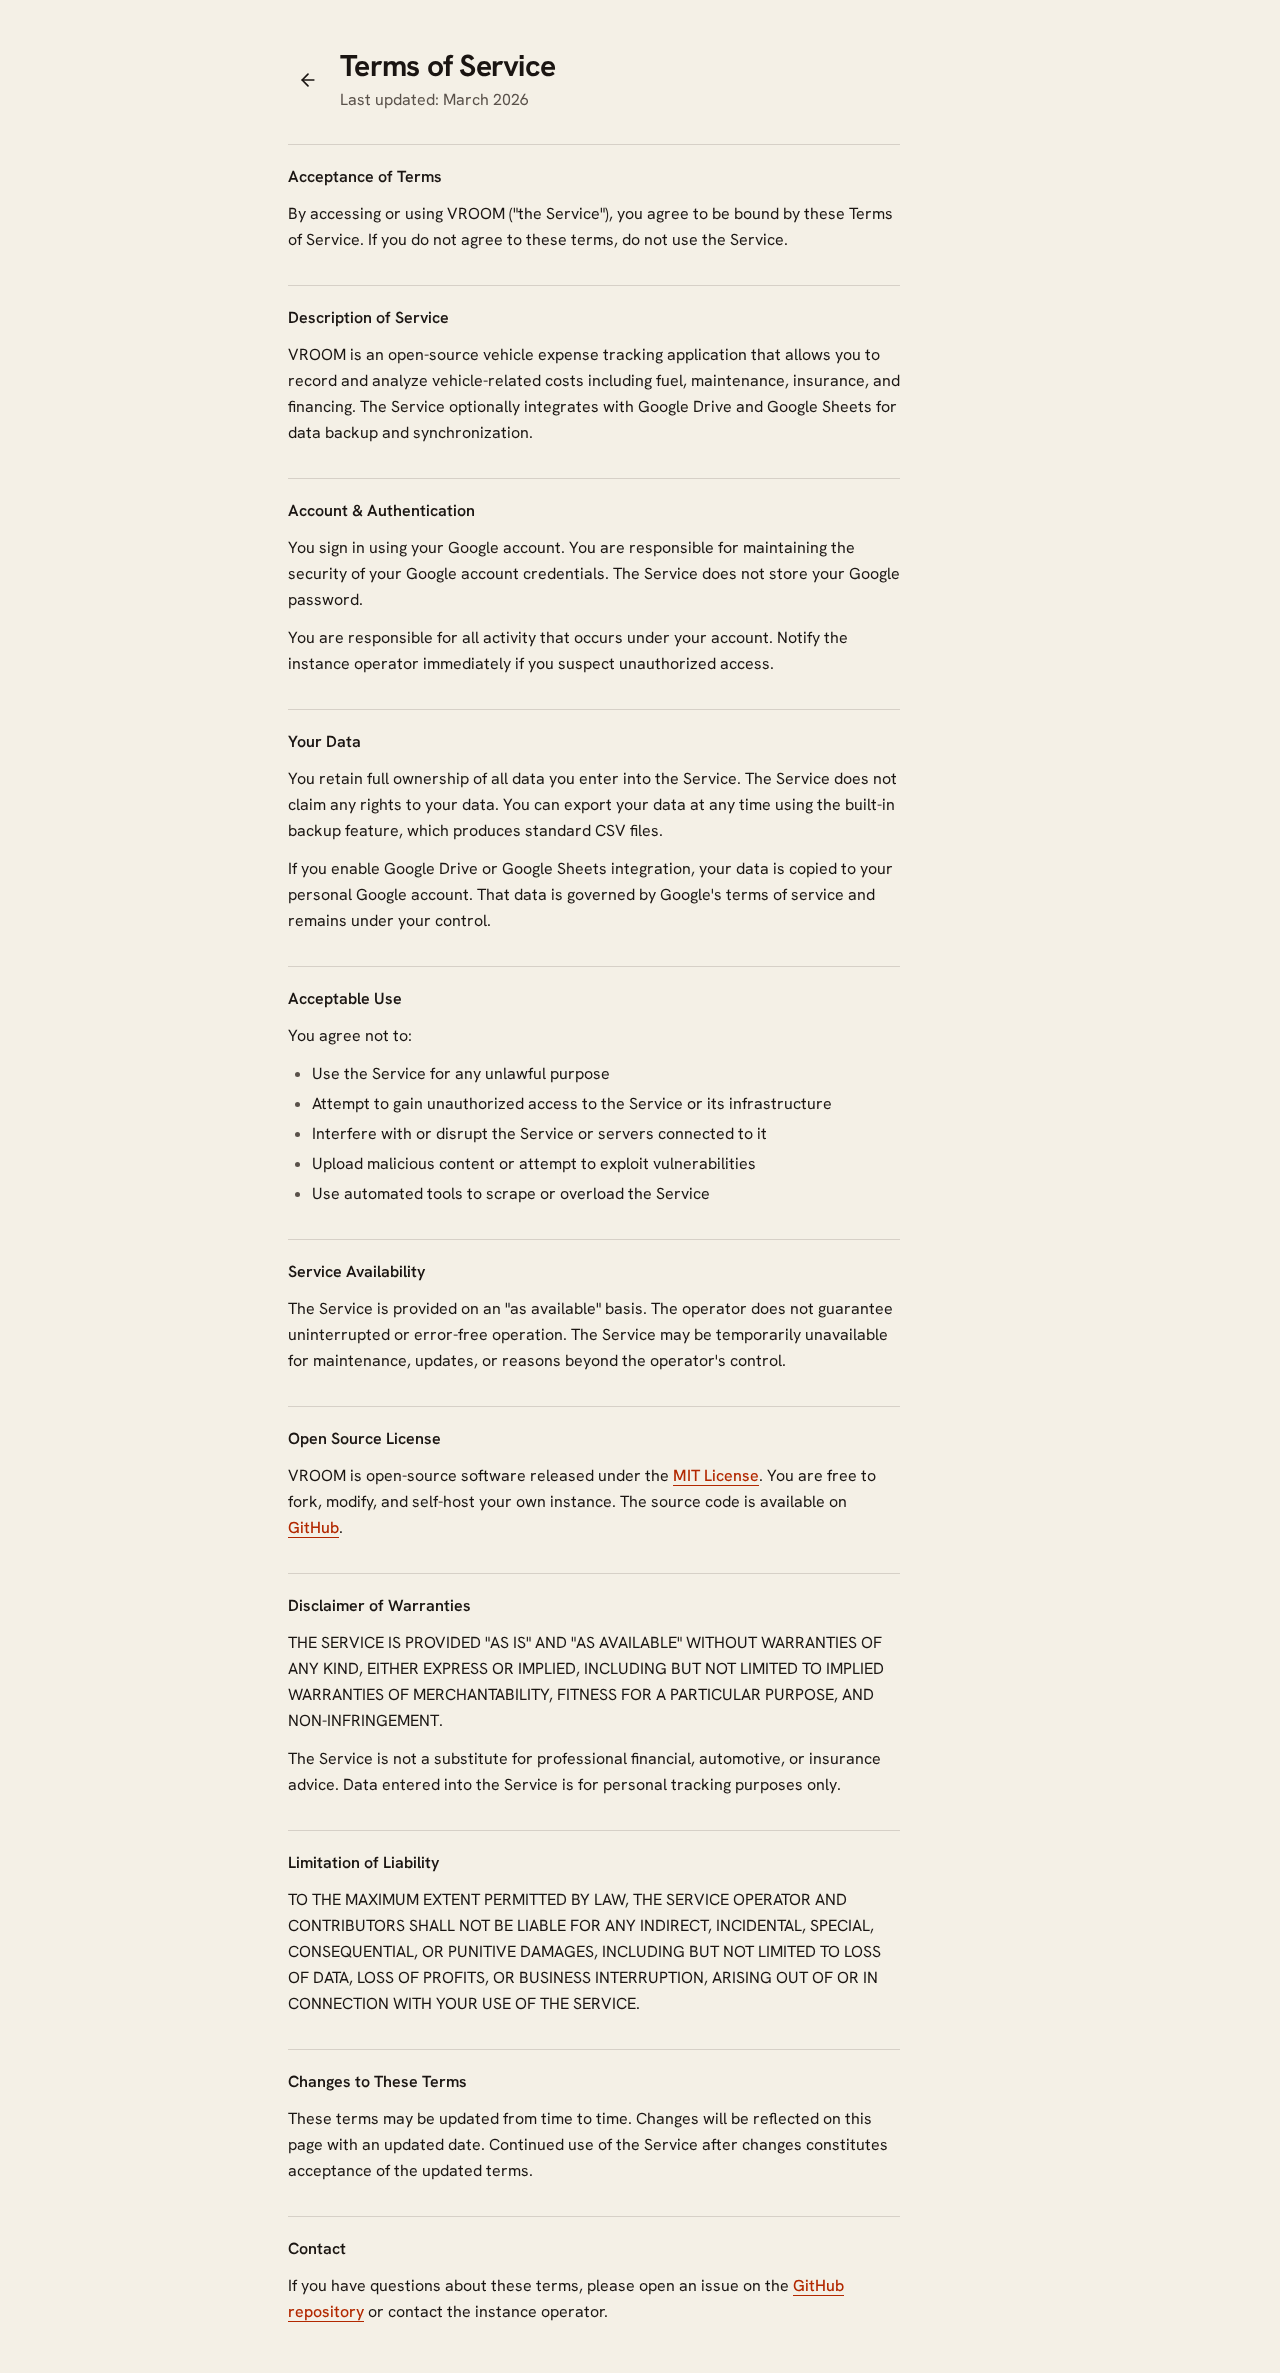 Terms of Service
Last updated: March 2026
Acceptance of Terms
By accessing or using VROOM ("the Service"), you agree to be bound by these Terms
of Service. If you do not agree to these terms, do not use the Service.
Description of Service
VROOM is an open-source vehicle expense tracking application that allows you to
record and analyze vehicle-related costs including fuel, maintenance, insurance, and
financing. The Service optionally integrates with Google Drive and Google Sheets for
data backup and synchronization.
Account & Authentication
You sign in using your Google account. You are responsible for maintaining the
security of your Google account credentials. The Service does not store your Google
password.
You are responsible for all activity that occurs under your account. Notify the
instance operator immediately if you suspect unauthorized access.
Your Data
You retain full ownership of all data you enter into the Service. The Service does not
claim any rights to your data. You can export your data at any time using the built-in
backup feature, which produces standard CSV files.
If you enable Google Drive or Google Sheets integration, your data is copied to your
personal Google account. That data is governed by Google's terms of service and
remains under your control.
Acceptable Use
You agree not to:
• Use the Service for any unlawful purpose
• Attempt to gain unauthorized access to the Service or its infrastructure
• Interfere with or disrupt the Service or servers connected to it
• Upload malicious content or attempt to exploit vulnerabilities
• Use automated tools to scrape or overload the Service
Service Availability
The Service is provided on an "as available" basis. The operator does not guarantee
uninterrupted or error-free operation. The Service may be temporarily unavailable
for maintenance, updates, or reasons beyond the operator's control.
Open Source License
VROOM is open-source software released under the MIT License. You are free to
fork, modify, and self-host your own instance. The source code is available on
GitHub.
Disclaimer of Warranties
THE SERVICE IS PROVIDED "AS IS" AND "AS AVAILABLE" WITHOUT WARRANTIES OF
ANY KIND, EITHER EXPRESS OR IMPLIED, INCLUDING BUT NOT LIMITED TO IMPLIED
WARRANTIES OF MERCHANTABILITY, FITNESS FOR A PARTICULAR PURPOSE, AND
NON-INFRINGEMENT.
The Service is not a substitute for professional financial, automotive, or insurance
advice. Data entered into the Service is for personal tracking purposes only.
Limitation of Liability
TO THE MAXIMUM EXTENT PERMITTED BY LAW, THE SERVICE OPERATOR AND
CONTRIBUTORS SHALL NOT BE LIABLE FOR ANY INDIRECT, INCIDENTAL, SPECIAL,
CONSEQUENTIAL, OR PUNITIVE DAMAGES, INCLUDING BUT NOT LIMITED TO LOSS
OF DATA, LOSS OF PROFITS, OR BUSINESS INTERRUPTION, ARISING OUT OF OR IN
CONNECTION WITH YOUR USE OF THE SERVICE.
Changes to These Terms
These terms may be updated from time to time. Changes will be reflected on this
page with an updated date. Continued use of the Service after changes constitutes
acceptance of the updated terms.
Contact
If you have questions about these terms, please open an issue on the GitHub
repository or contact the instance operator.